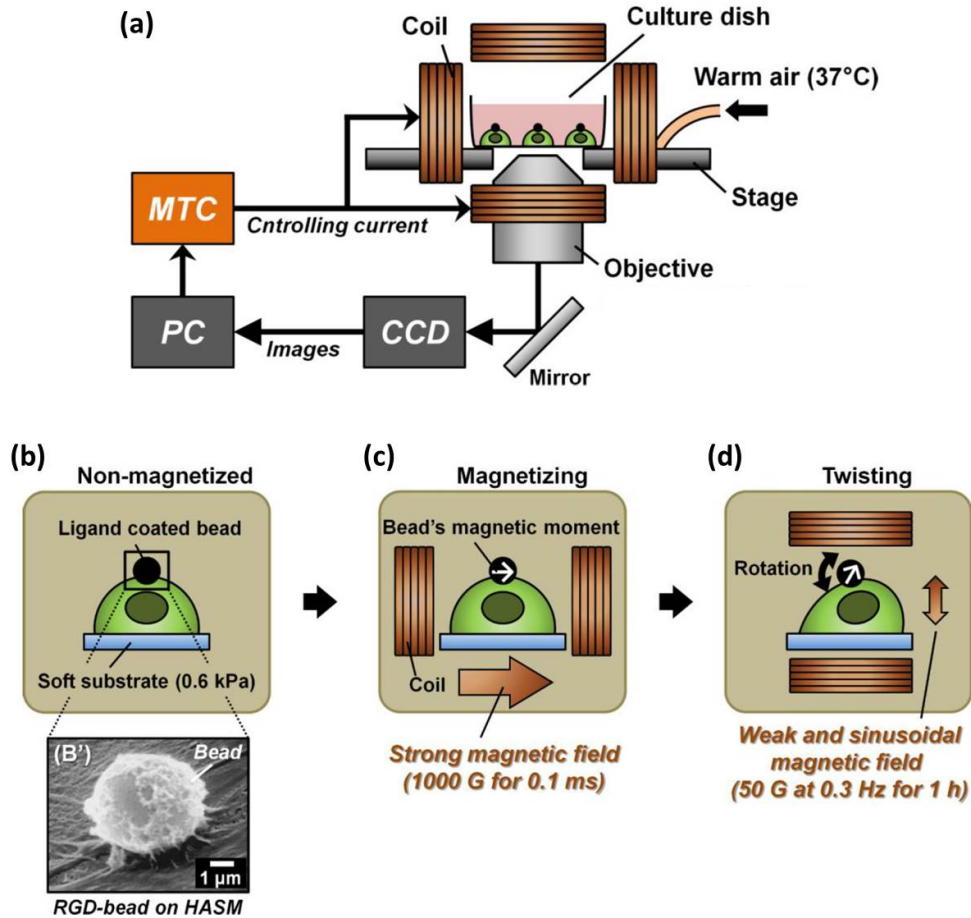 (a)
Coil
Culture dish
Warm air (37°C)
Stage
MTC
Cntrolling current
Objective
PC
Images
CCD
Mirror
(b)
Non-magnetized
Ligand coated bead
Soft substrate (0.6 kPa)
(B')
Bead
1 μm
RGD-bead on HASM
(c)
Magnetizing
Bead's magnetic moment
Coil
Strong magnetic field
(1000 G for 0.1 ms)
(d)
Twisting
Rotation
Weak and sinusoidal
magnetic field
(50 G at 0.3 Hz for 1 h)